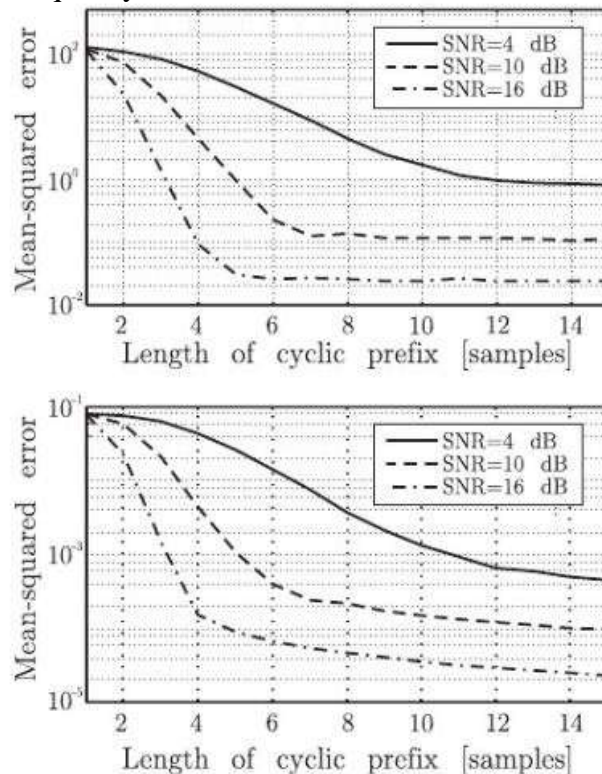 10^2
10^0
10^-2
Mean-squared error
SNR=4 dB
SNR=10 dB
SNR=16 dB
2 4 6 8 10 12 14
Length of cyclic prefix [samples]
10^-1
10^-3
10^-5
Mean-squared error
SNR=4 dB
SNR=10 dB
SNR=16 dB
2 4 6 8 10 12 14
Length of cyclic prefix [samples]